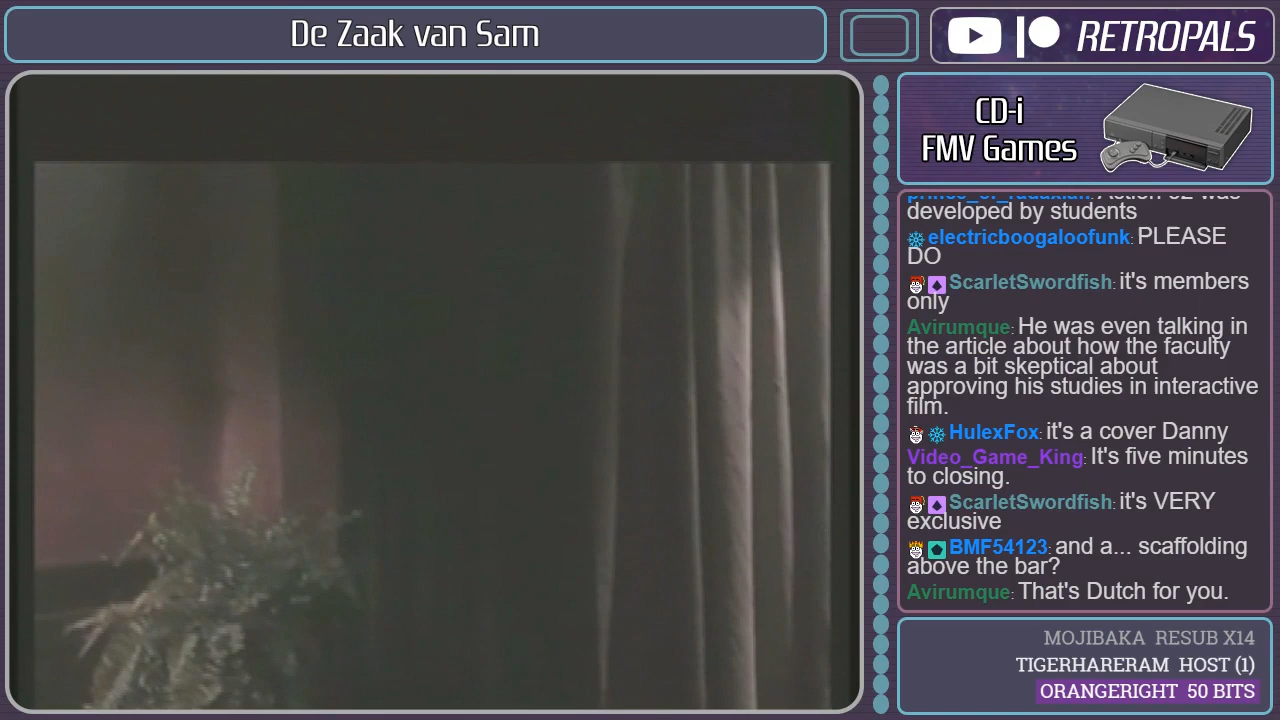 De Zaak van Sam
RETROPALS
CD-i
FMV Games
developed by students
electricboogaloofunk: PLEASE
DO
ScarletSwordfish: it's members
only
Avirumque: He was even talking in
the article about how the faculty
was a bit skeptical about
approving his studies in interactive
film.
HulexFox: it's a cover Danny
Video_Game_King: It's five minutes
to closing.
ScarletSwordfish: it's VERY
exclusive
BMF54123: and a... scaffolding
above the bar?
Avirumque: That's Dutch for you.
MOJIBAKA RESUB X14
TIGERHARERAM HOST (1)
ORANGERIGHT 50 BITS